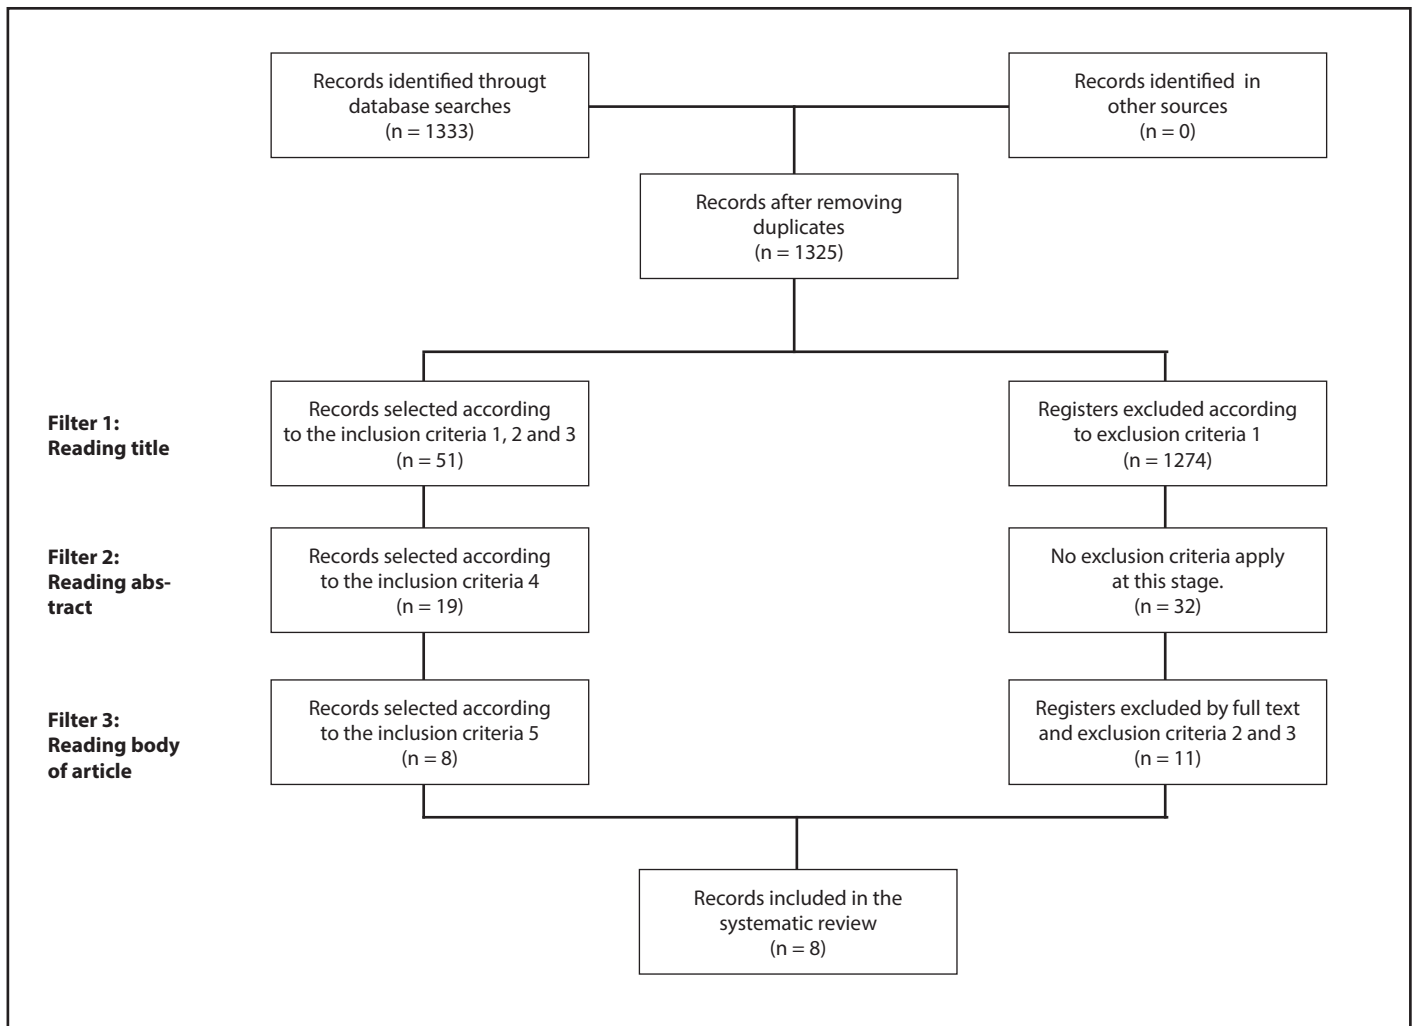 Records identified througt
database searches
(n = 1333)
Records identified in
other sources
(n = 0)
Records after removing
duplicates
(n = 1325)
Filter 1:
Reading title
Records selected according
to the inclusion criteria 1, 2 and 3
(n = 51)
Registers excluded according
to exclusion criteria 1
(n = 1274)
Filter 2:
Reading abs-
tract
Records selected according
to the inclusion criteria 4
(n = 19)
No exclusion criteria apply
at this stage.
(n = 32)
Filter 3:
Reading body
of article
Records selected according
to the inclusion criteria 5
(n = 8)
Registers excluded by full text
and exclusion criteria 2 and 3
(n = 11)
Records included in the
systematic review
(n = 8)